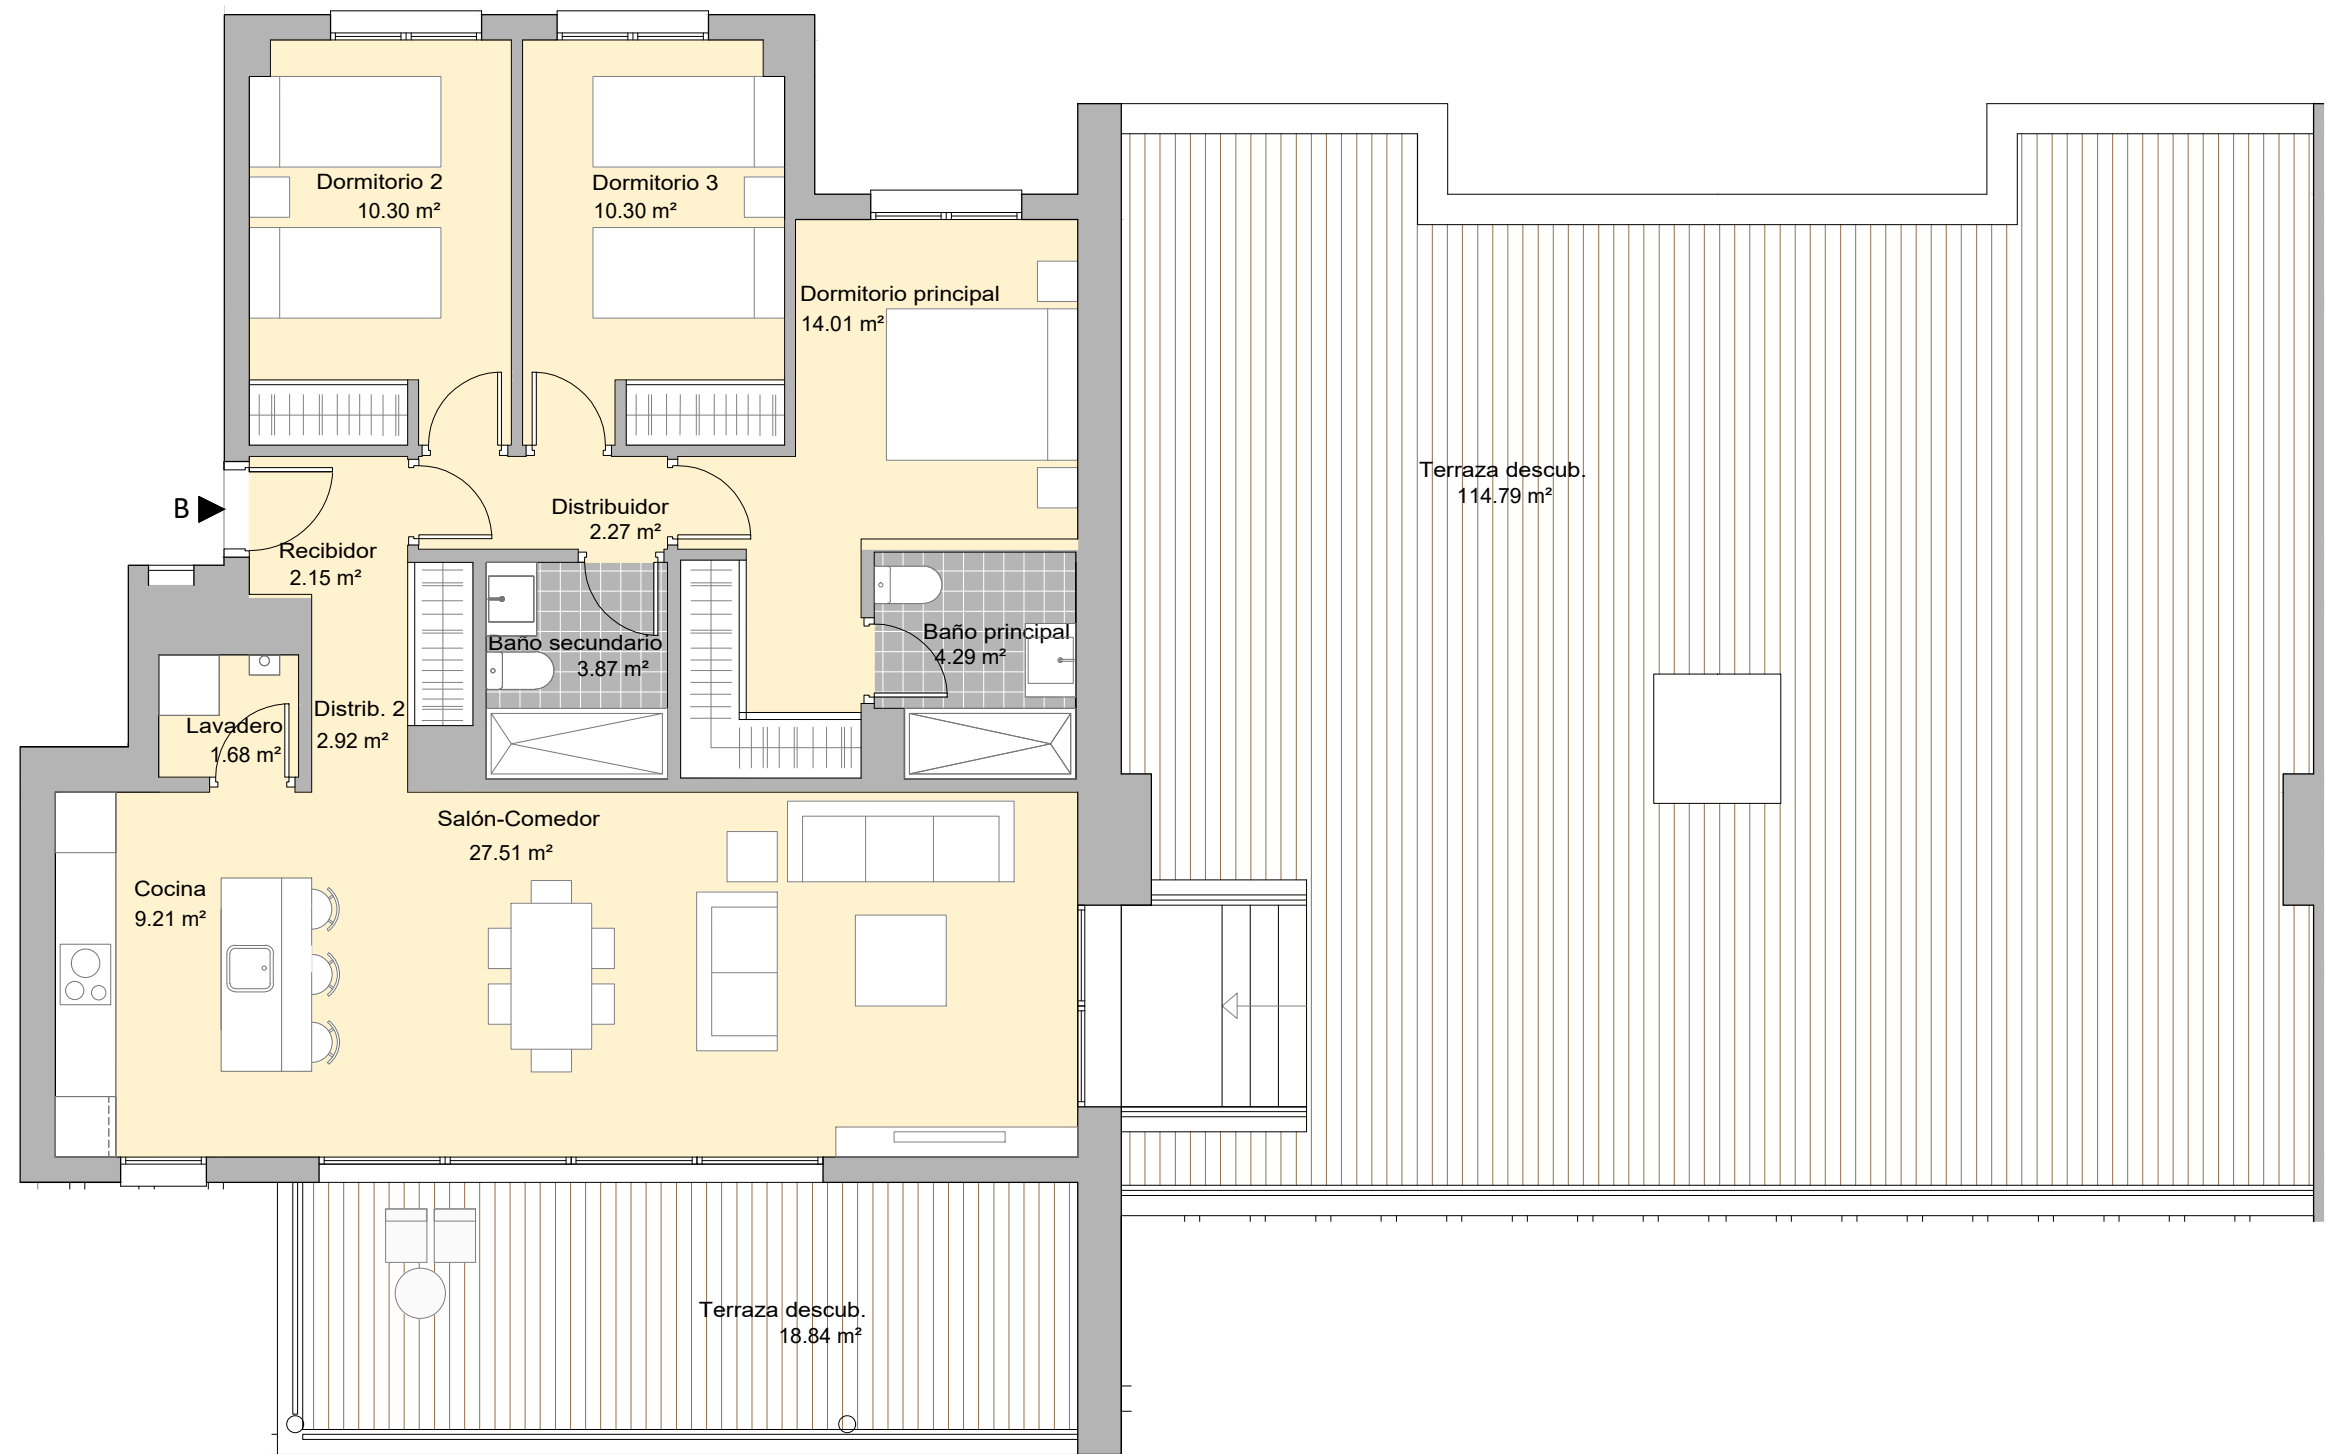 Dormitorio 2
10.30 m²
Dormitorio 3
10.30 m²
Dormitorio principal
14.01 m²
Terraza descub.
114.79 m²
B
Distribuidor
2.27 m²
Recibidor
2.15 m²
Baño secundario
3.87 m²
Baño principal
4.29 m²
Distrib. 2
2.92 m²
Lavadero
1.68 m²
Salón-Comedor
27.51 m²
Cocina
9.21 m²
Terraza descub.
18.84 m²